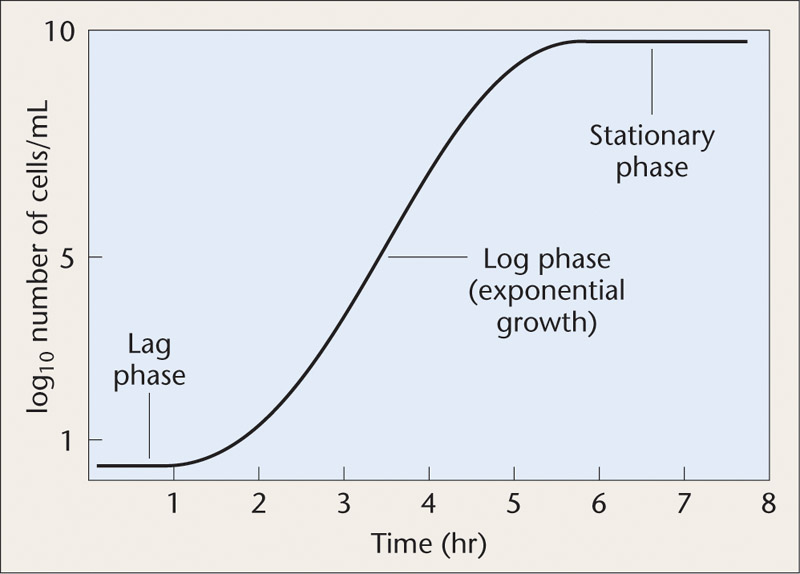 10
5
1
log₁₀ number of cells/mL
Lag
phase
Log phase
(exponential
growth)
Stationary
phase
1 2 3 4 5 6 7 8
Time (hr)